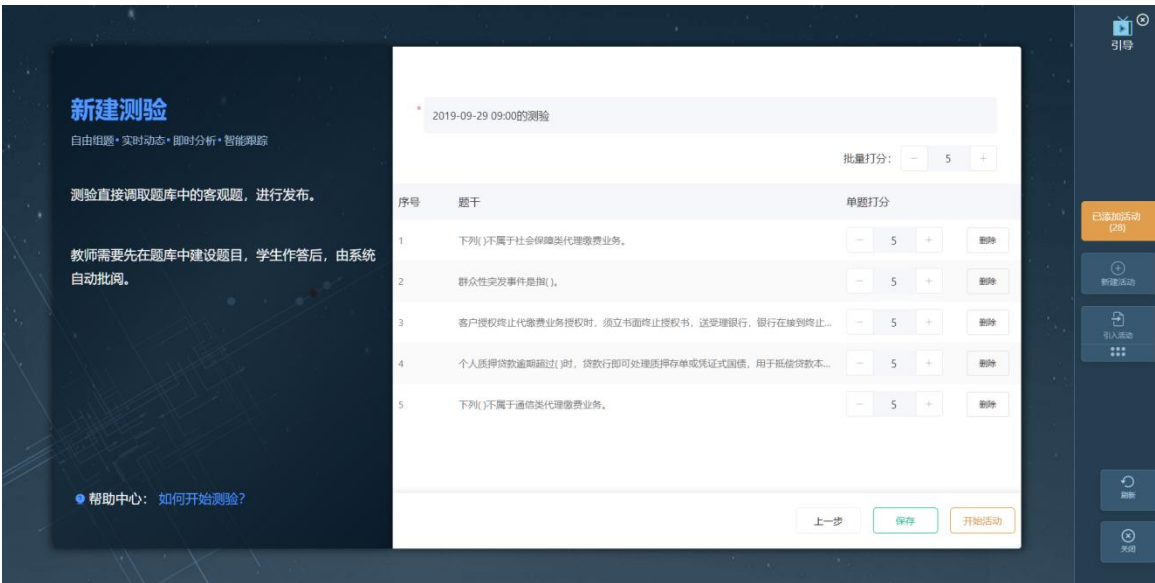 新建测验
自由组题•实时动态•即时分析•智能跟踪
测验直接调取题库中的客观题，进行发布。
教师需要先在题库中建设题目，学生作答后，由系统
自动批阅。
帮助中心： 如何开始测验？
* 2019-09-29 09:00的测验
批量打分： - 5 +
序号 题干 单题打分
1 下列( )不属于社会保障类代理缴费业务。 - 5 + 删除
2 群众性突发事件是指( )。 - 5 + 删除
3 客户授权终止代缴费业务授权时，须立书面终止授权书，送受理银行，银行在接到终止... - 5 + 删除
4 个人质押贷款逾期超过( )时，贷款行即可处理质押存单或凭证式国债，用于抵偿贷款本... - 5 + 删除
5 下列( )不属于通信类代理缴费业务。 - 5 + 删除
上一步 保存 开始活动
引导
已添加活动
(28)
新建活动
引入活动
刷新
关闭